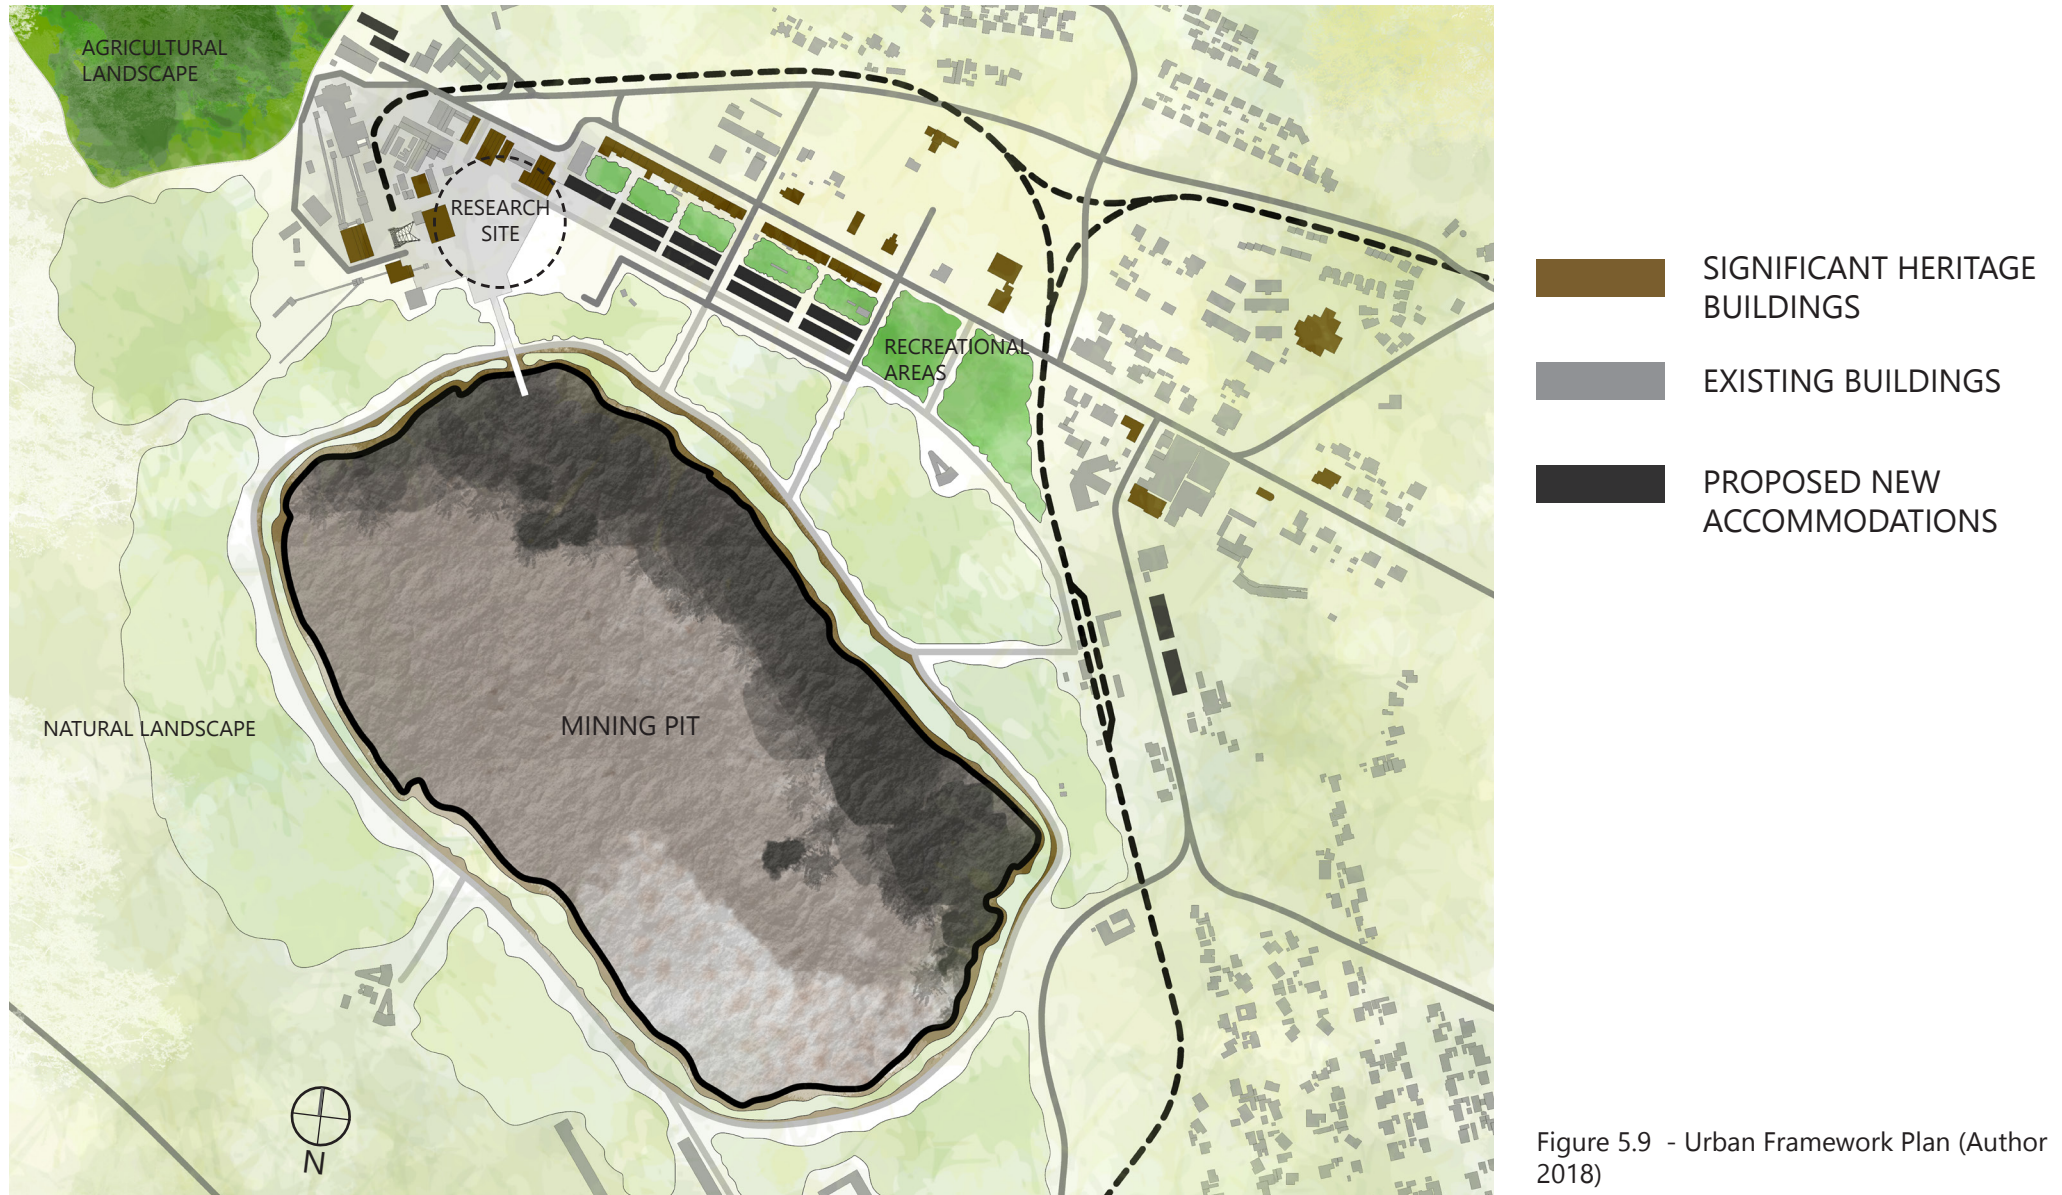 AGRICULTURAL
LANDSCAPE
RESEARCH
SITE
RECREATIONAL
AREAS
NATURAL LANDSCAPE
MINING PIT
N
SIGNIFICANT HERITAGE
BUILDINGS
EXISTING BUILDINGS
PROPOSED NEW
ACCOMMODATIONS
Figure 5.9 - Urban Framework Plan (Author
2018)